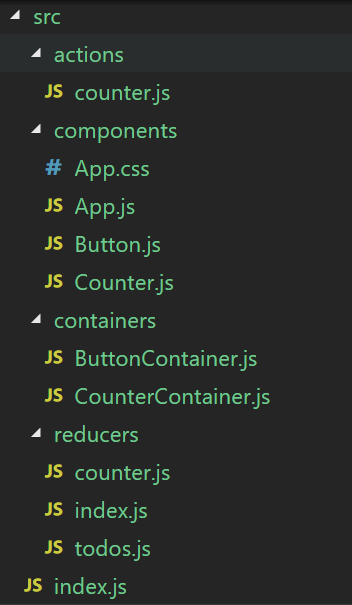 src
actions
JS counter.js
components
# App.css
JS App.js
JS Button.js
JS Counter.js
containers
JS ButtonContainer.js
JS CounterContainer.js
reducers
JS counter.js
JS index.js
JS todos.js
JS index.js